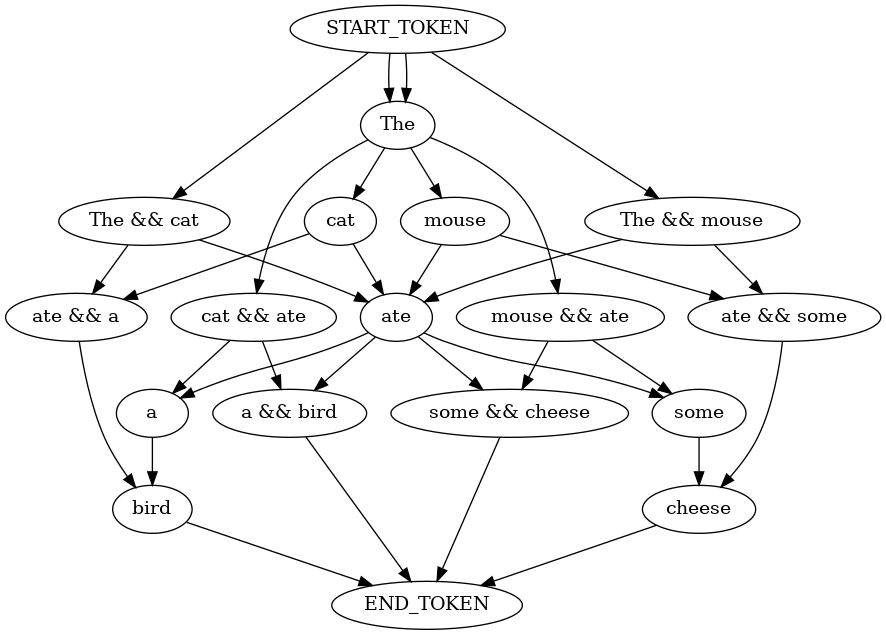 START_TOKEN
The
The && cat
cat
mouse
The && mouse
ate && a
cat && ate
ate
mouse && ate
ate && some
a
a && bird
some && cheese
some
bird
cheese
END_TOKEN